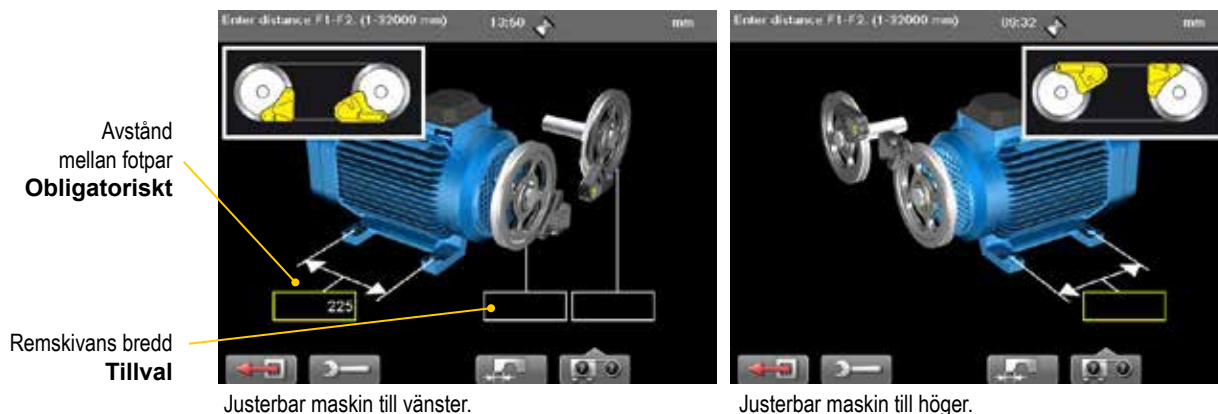 Enter distance F1-F2. (1-32000 mm) 13:50 mm
Enter distance F1-F2. (1-32000 mm) 09:32 mm
Avstånd
mellan fotpar
Obligatoriskt
225
Remskivans bredd
Tillval
Justerbar maskin till vänster.
Justerbar maskin till höger.